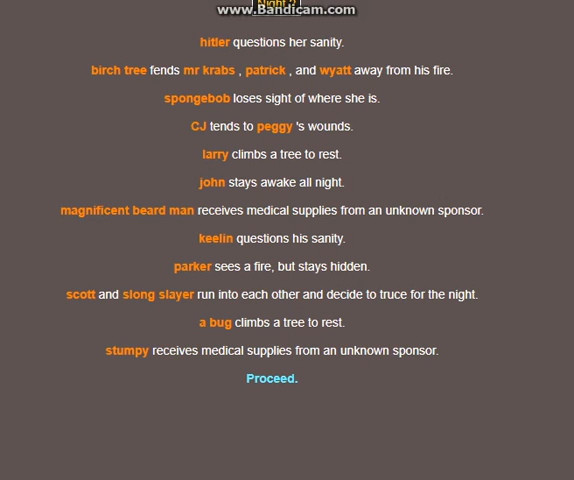 Night 2
www.Bandicam.com
hitler questions her sanity.
birch tree fends mr krabs , patrick , and wyatt away from his fire.
spongebob loses sight of where she is.
CJ tends to peggy 's wounds.
larry climbs a tree to rest.
john stays awake all night.
magnificent beard man receives medical supplies from an unknown sponsor.
keelin questions his sanity.
parker sees a fire, but stays hidden.
scott and slong slayer run into each other and decide to truce for the night.
a bug climbs a tree to rest.
stumpy receives medical supplies from an unknown sponsor.
Proceed.